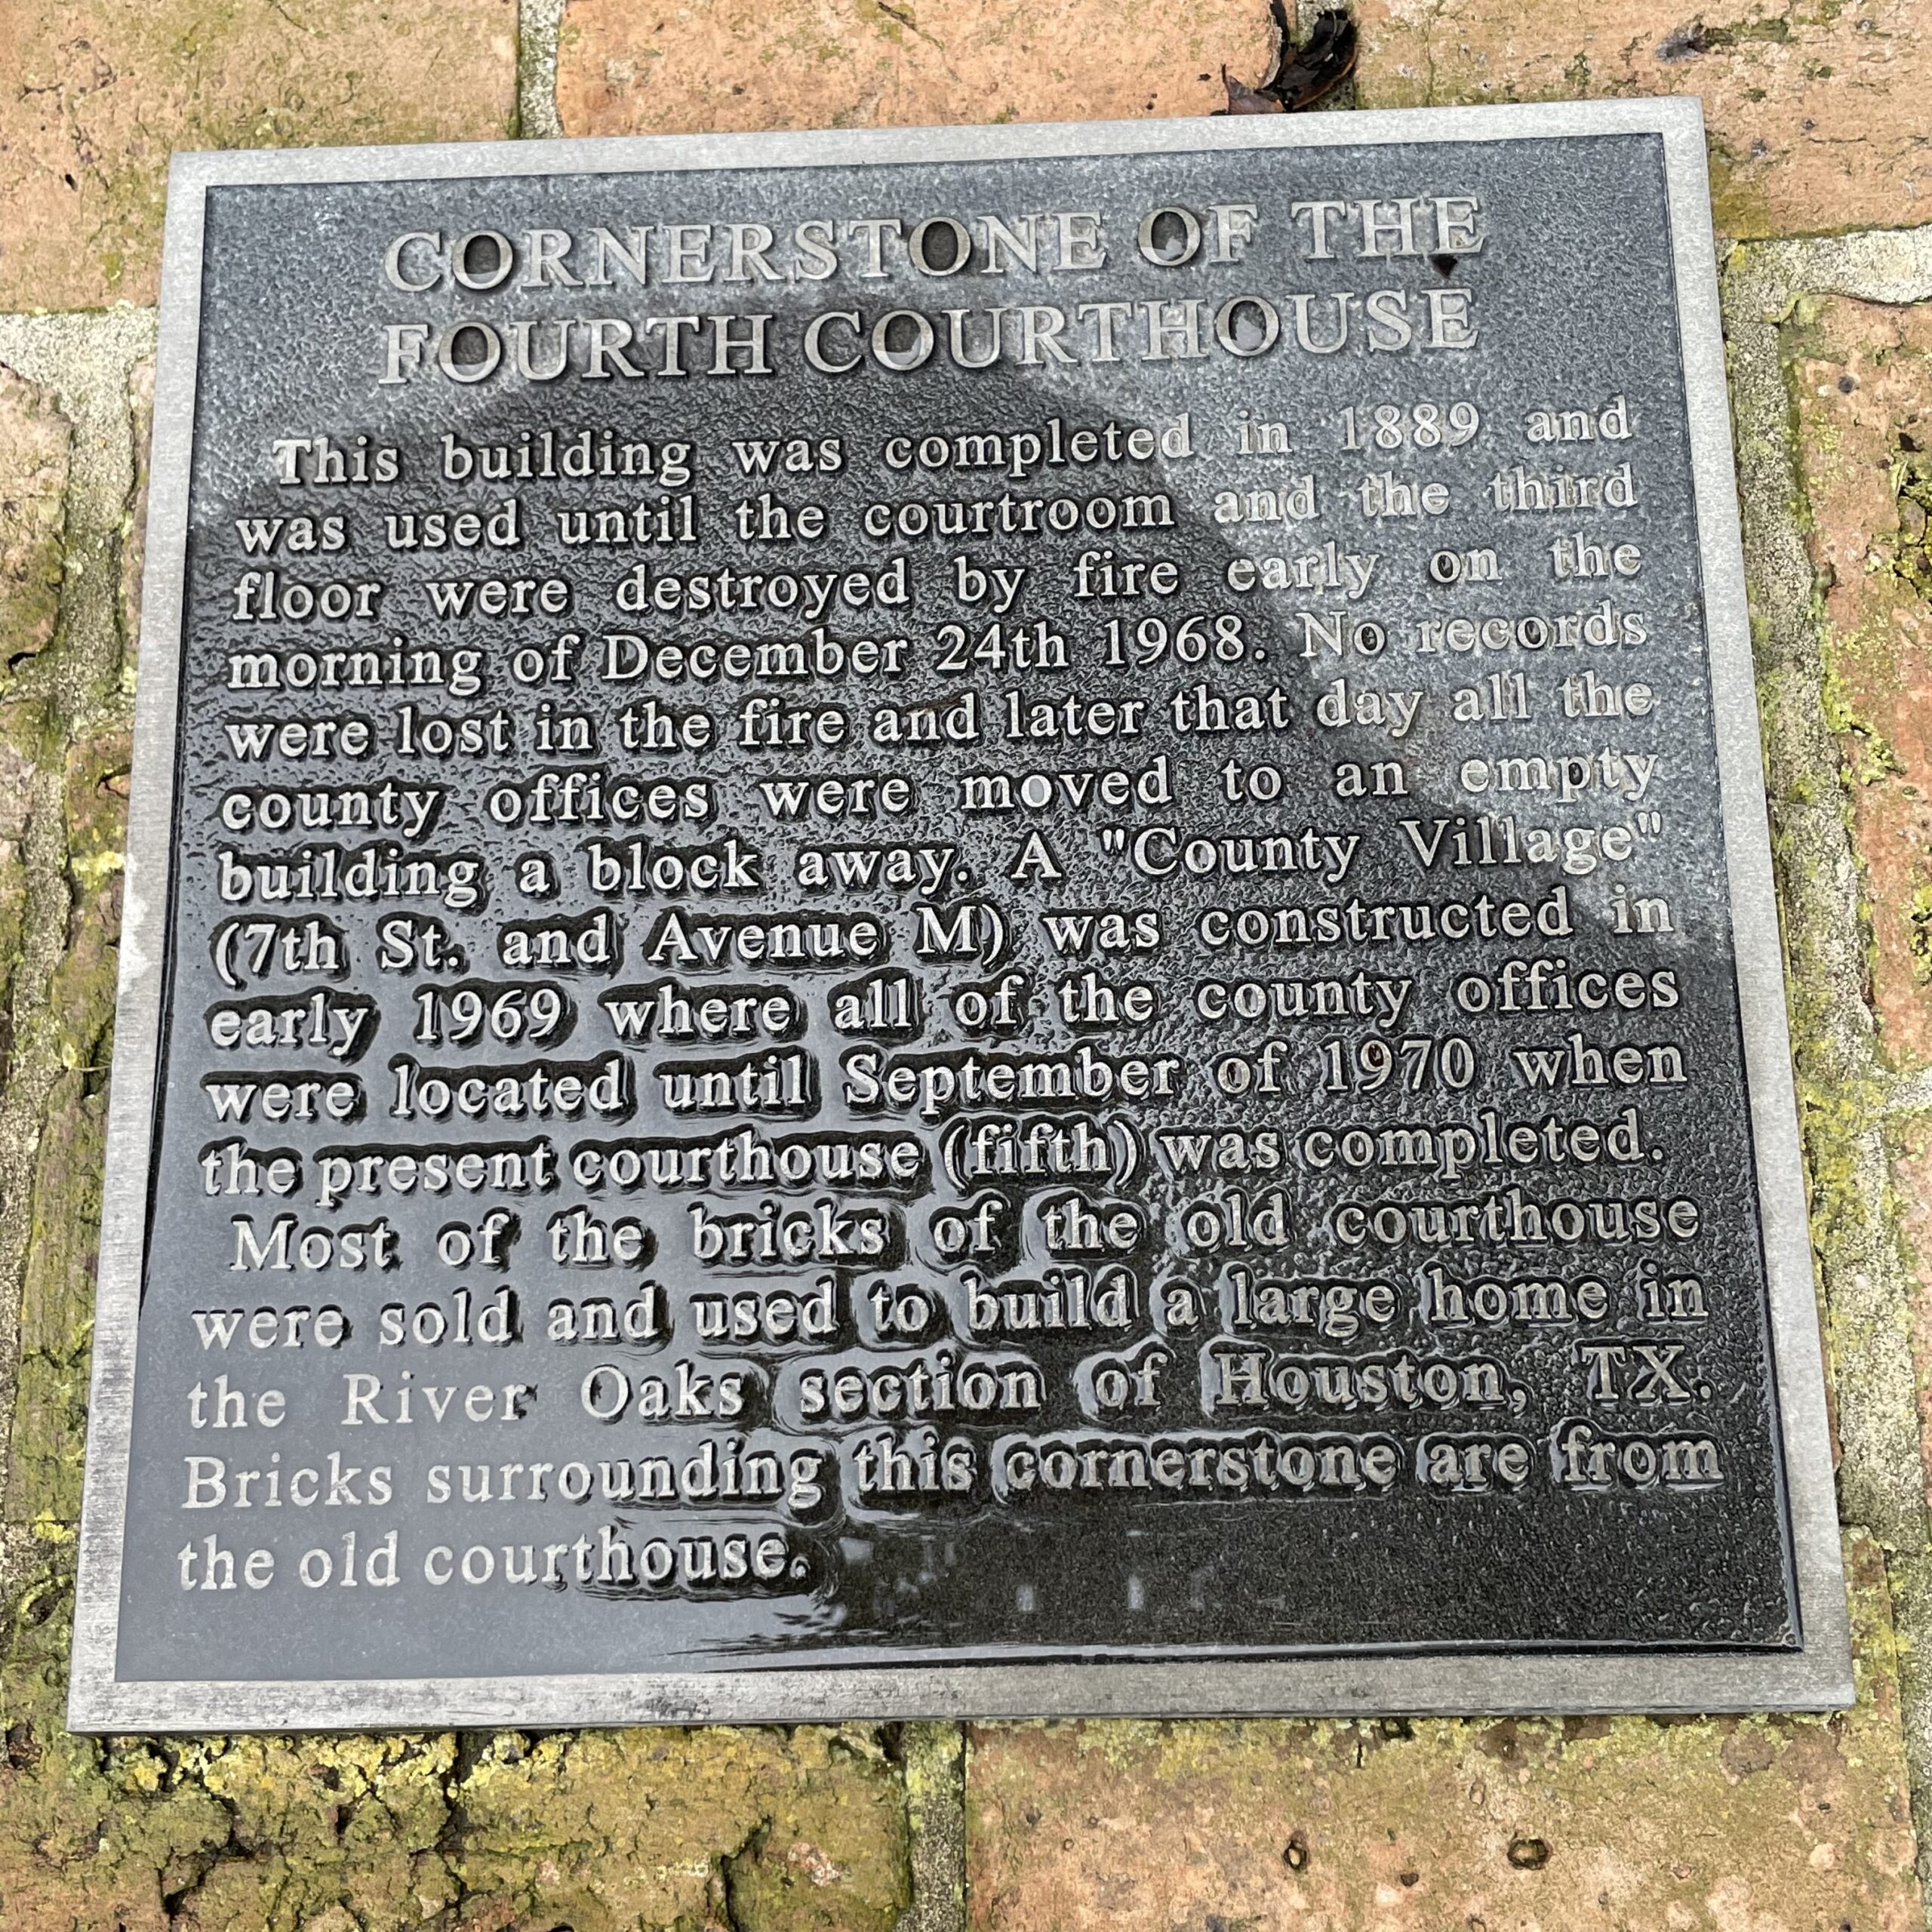 CORNERSTONE OF THE
FOURTH COURTHOUSE
This building was completed in 1889 and
was used until the courtroom and the third
floor were destroyed by fire early on the
morning of December 24th 1968. No records
were lost in the fire and later that day all the
county offices were moved to an empty
building a block away. A "County Village"
(7th St. and Avenue M) was constructed in
early 1969 where all of the county offices
were located until September of 1970 when
the present courthouse (fifth) was completed.
Most of the bricks of the old courthouse
were sold and used to build a large home in
the River Oaks section of Houston, TX.
Bricks surrounding this cornerstone are from
the old courthouse.